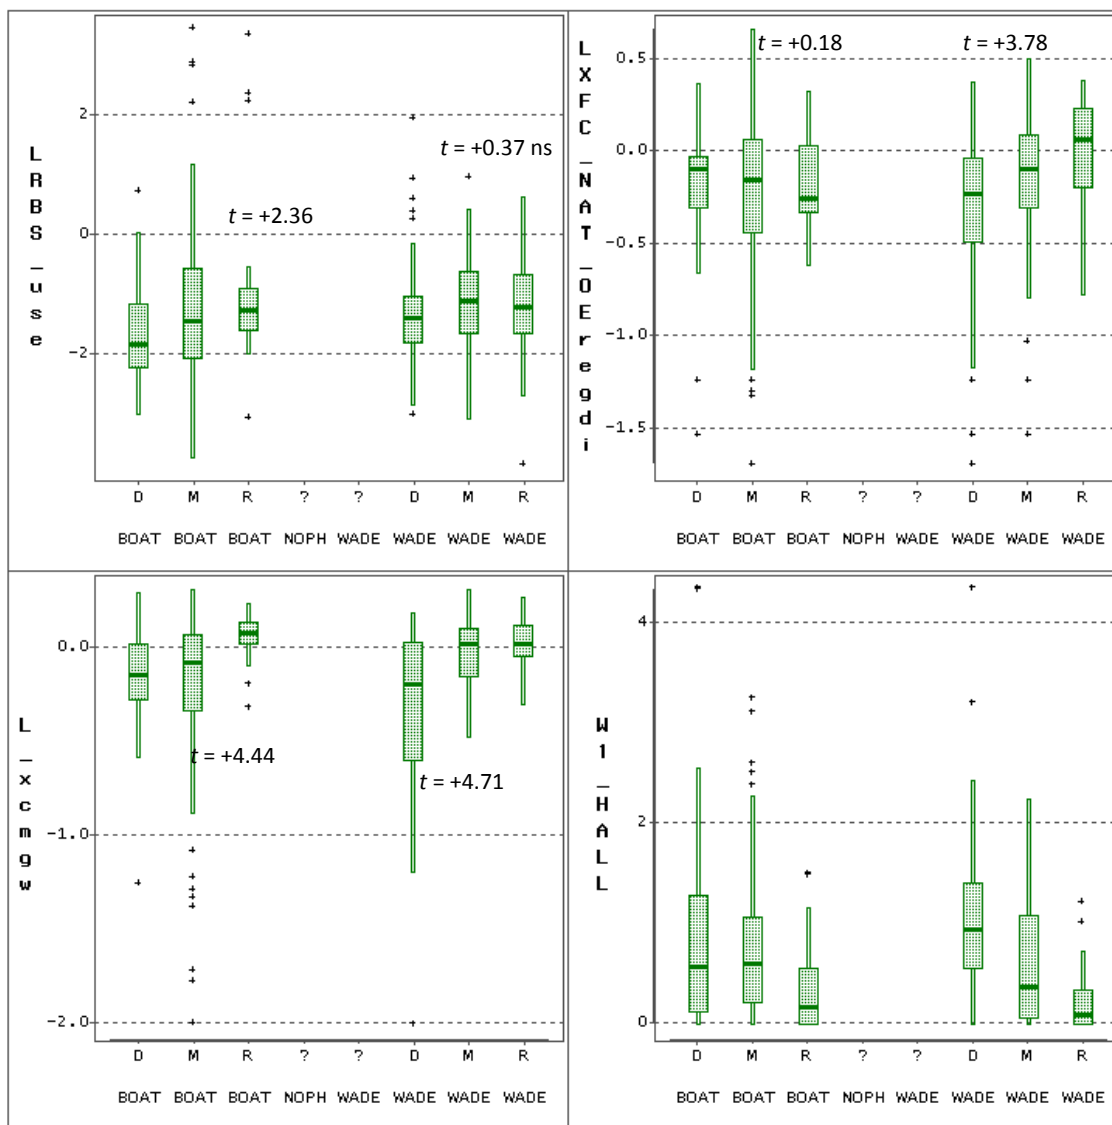 LRBS_use
2
0
-2
t = +2.36
t = +0.37 ns
D M R ? ? D M R
BOAT BOAT BOAT NOPH WADE WADE WADE WADE
LXFC_NAT_OEregdi
0.5
0.0
-0.5
-1.0
-1.5
t = +0.18
t = +3.78
D M R ? ? D M R
BOAT BOAT BOAT NOPH WADE WADE WADE WADE
L_xcmgw
0.0
-1.0
-2.0
t = +4.44
t = +4.71
D M R ? ? D M R
BOAT BOAT BOAT NOPH WADE WADE WADE WADE
W1_HALL
4
2
0
D M R ? ? D M R
BOAT BOAT BOAT NOPH WADE WADE WADE WADE